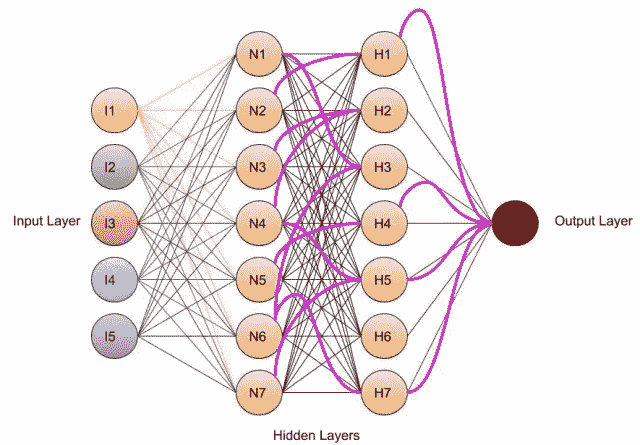 N1
H1
I1
N2
H2
I2
N3
H3
Input Layer
I3
N4
H4
Output Layer
I4
N5
H5
I5
N6
H6
N7
H7
Hidden Layers